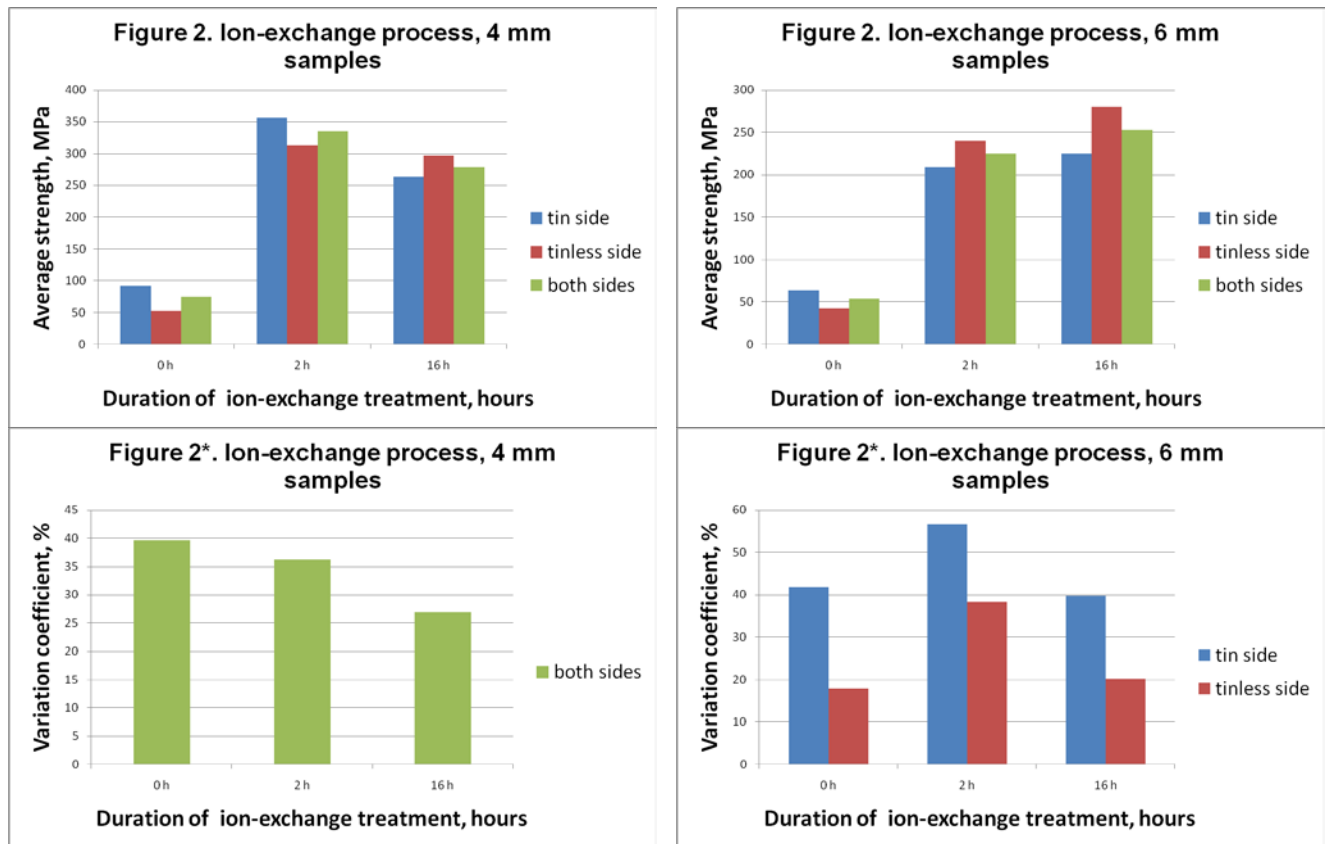 Figure 2. Ion-exchange process, 4 mm
samples
Average strength, MPa
400
350
300
250
200
150
100
50
0
0 h
2 h
16 h
Duration of ion-exchange treatment, hours
tin side
tinless side
both sides
Figure 2. Ion-exchange process, 6 mm
samples
Average strength, MPa
300
250
200
150
100
50
0
0 h
2 h
16 h
Duration of ion-exchange treatment, hours
tin side
tinless side
both sides
Figure 2*. Ion-exchange process, 4 mm
samples
Variation coefficient, %
45
40
35
30
25
20
15
10
5
0
0 h
2 h
16 h
Duration of ion-exchange treatment, hours
both sides
Figure 2*. Ion-exchange process, 6 mm
samples
Variation coefficient, %
60
50
40
30
20
10
0
0 h
2 h
16 h
Duration of ion-exchange treatment, hours
tin side
tinless side